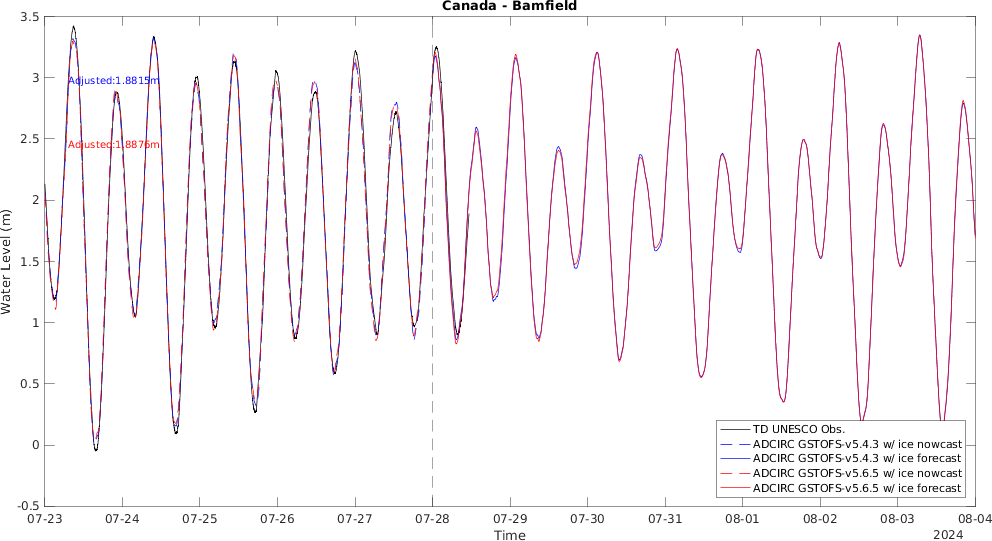 Canada - Bamfield
3.5
3
2.5
2
1.5
1
0.5
0
-0.5
Water Level (m)
Adjusted:1.8815m
Adjusted:1.8876m
TD UNESCO Obs.
ADCIRC GSTOFS-v5.4.3 w/ ice nowcast
ADCIRC GSTOFS-v5.4.3 w/ ice forecast
ADCIRC GSTOFS-v5.6.5 w/ ice nowcast
ADCIRC GSTOFS-v5.6.5 w/ ice forecast
07-23 07-24 07-25 07-26 07-27 07-28 07-29 07-30 07-31 08-01 08-02 08-03 08-04
Time
2024